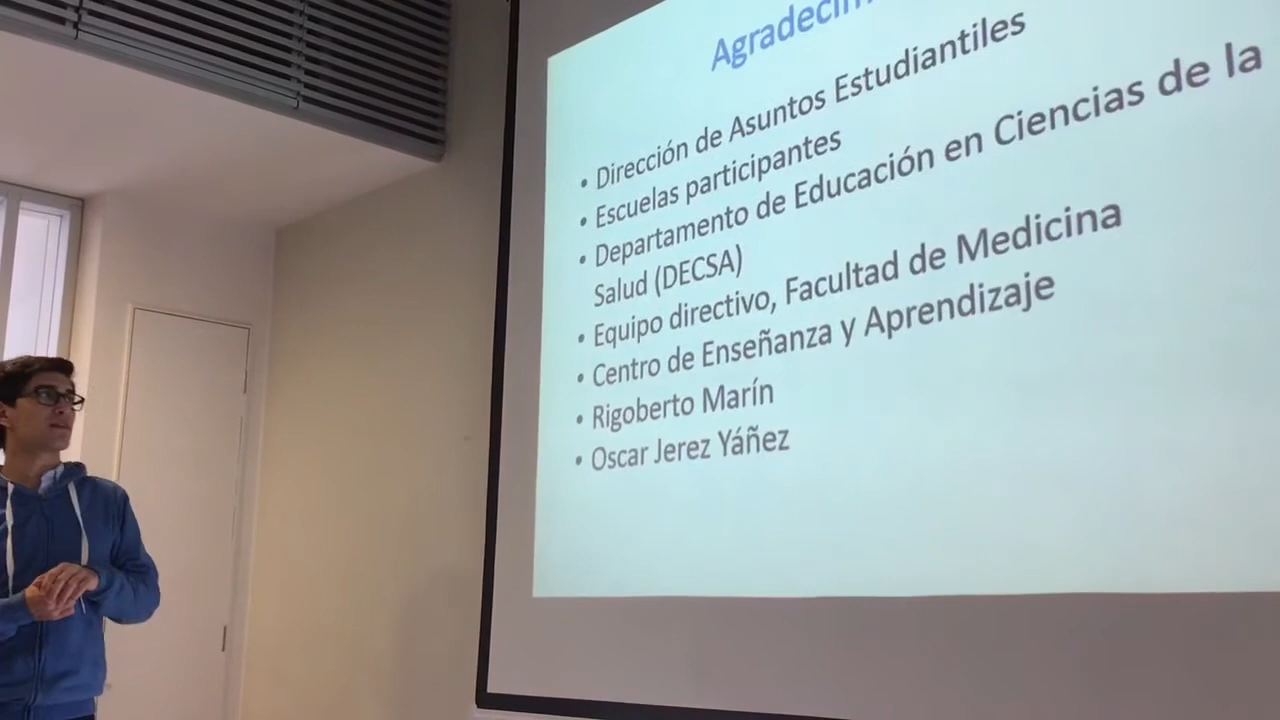 Agradecim
• Dirección de Asuntos Estudiantiles
• Escuelas participantes
• Departamento de Educación en Ciencias de la
Salud (DECSA)
• Equipo directivo, Facultad de Medicina
• Centro de Enseñanza y Aprendizaje
• Rigoberto Marín
• Oscar Jerez Yáñez